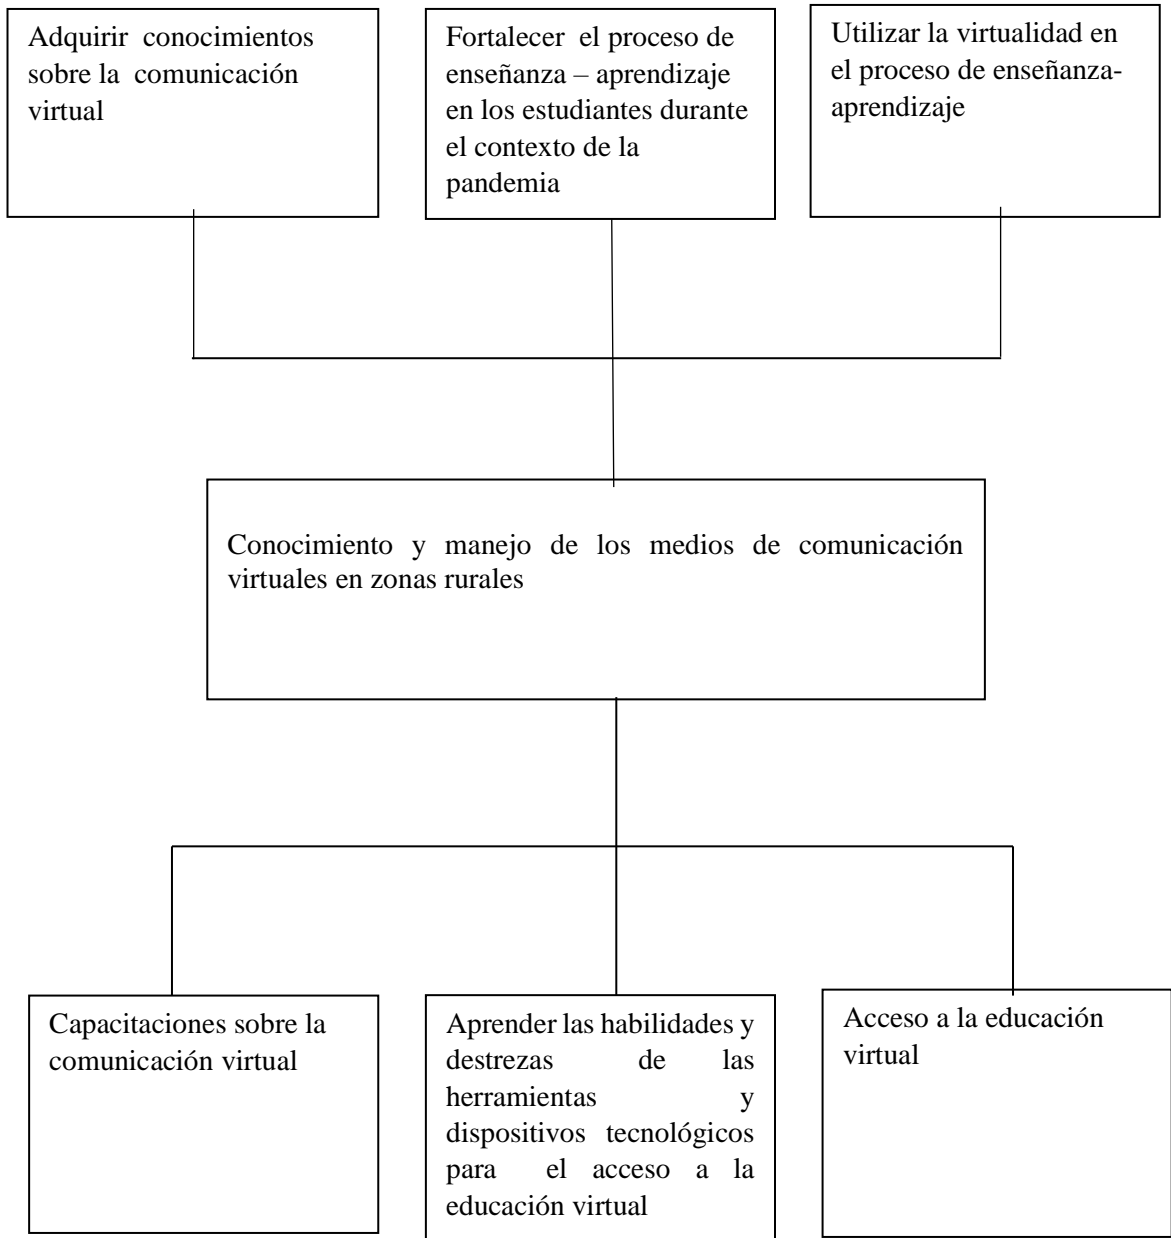 Adquirir conocimientos
sobre la comunicación
virtual
Fortalecer el proceso de
enseñanza – aprendizaje
en los estudiantes durante
el contexto de la
pandemia
Utilizar la virtualidad en
el proceso de enseñanza-
aprendizaje
Conocimiento y manejo de los medios de comunicación
virtuales en zonas rurales
Capacitaciones sobre la
comunicación virtual
Aprender las habilidades y
destrezas de las
herramientas y
dispositivos tecnológicos
para el acceso a la
educación virtual
Acceso a la educación
virtual